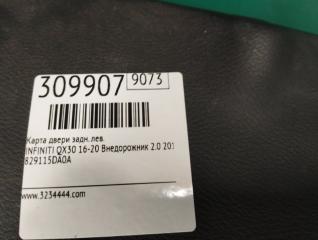 309907 9073
Карта двери задн.лев.
INFINITI QX30 16-20 Внедорожник 2.0 201
829115DA0A
www.3234444.com